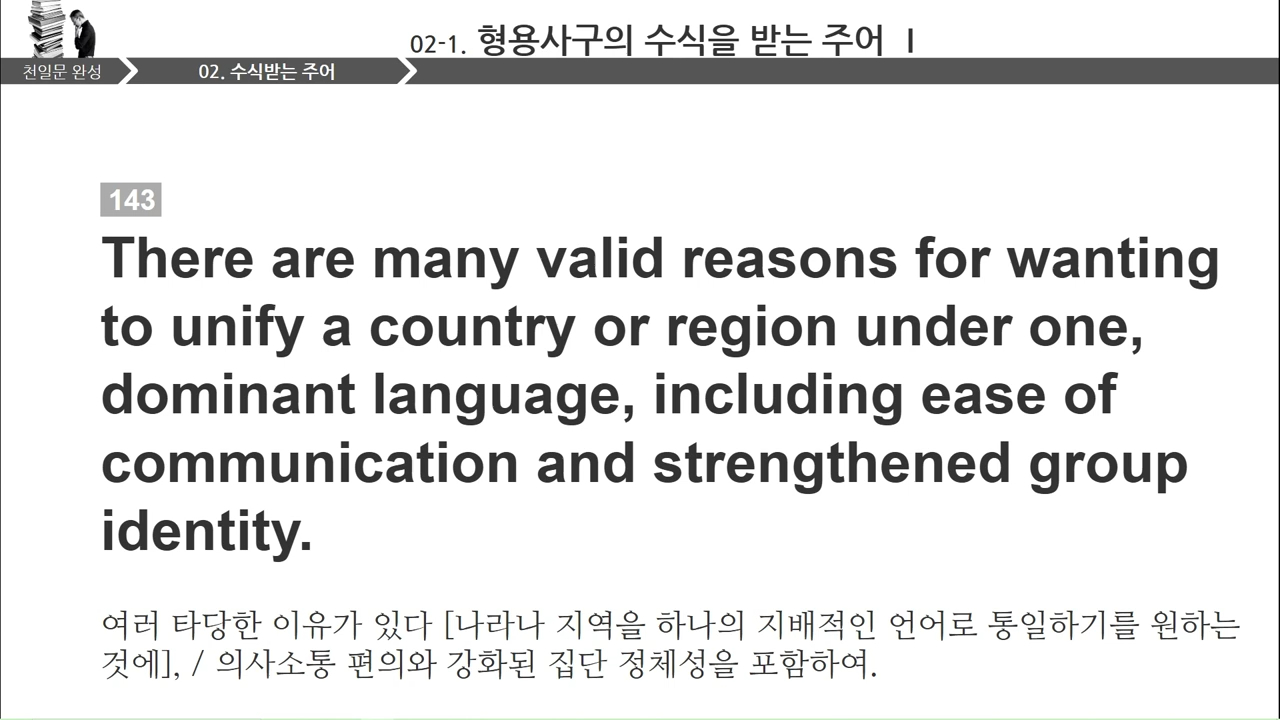 02-1. 형용사구의 수식을 받는 주어 Ⅰ
천일문 완성
02. 수식받는 주어
143
There are many valid reasons for wanting
to unify a country or region under one,
dominant language, including ease of
communication and strengthened group
identity.
여러 타당한 이유가 있다 [나라나 지역을 하나의 지배적인 언어로 통일하기를 원하는
것에], / 의사소통 편의와 강화된 집단 정체성을 포함하여.